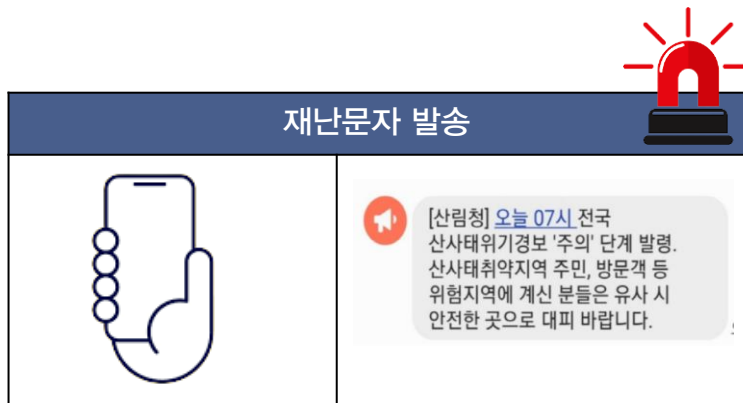 재난문자 발송
[산림청] 오늘 07시 전국
산사태위기경보 '주의' 단계 발령.
산사태취약지역 주민, 방문객 등
위험지역에 계신 분들은 유사 시
안전한 곳으로 대피 바랍니다.